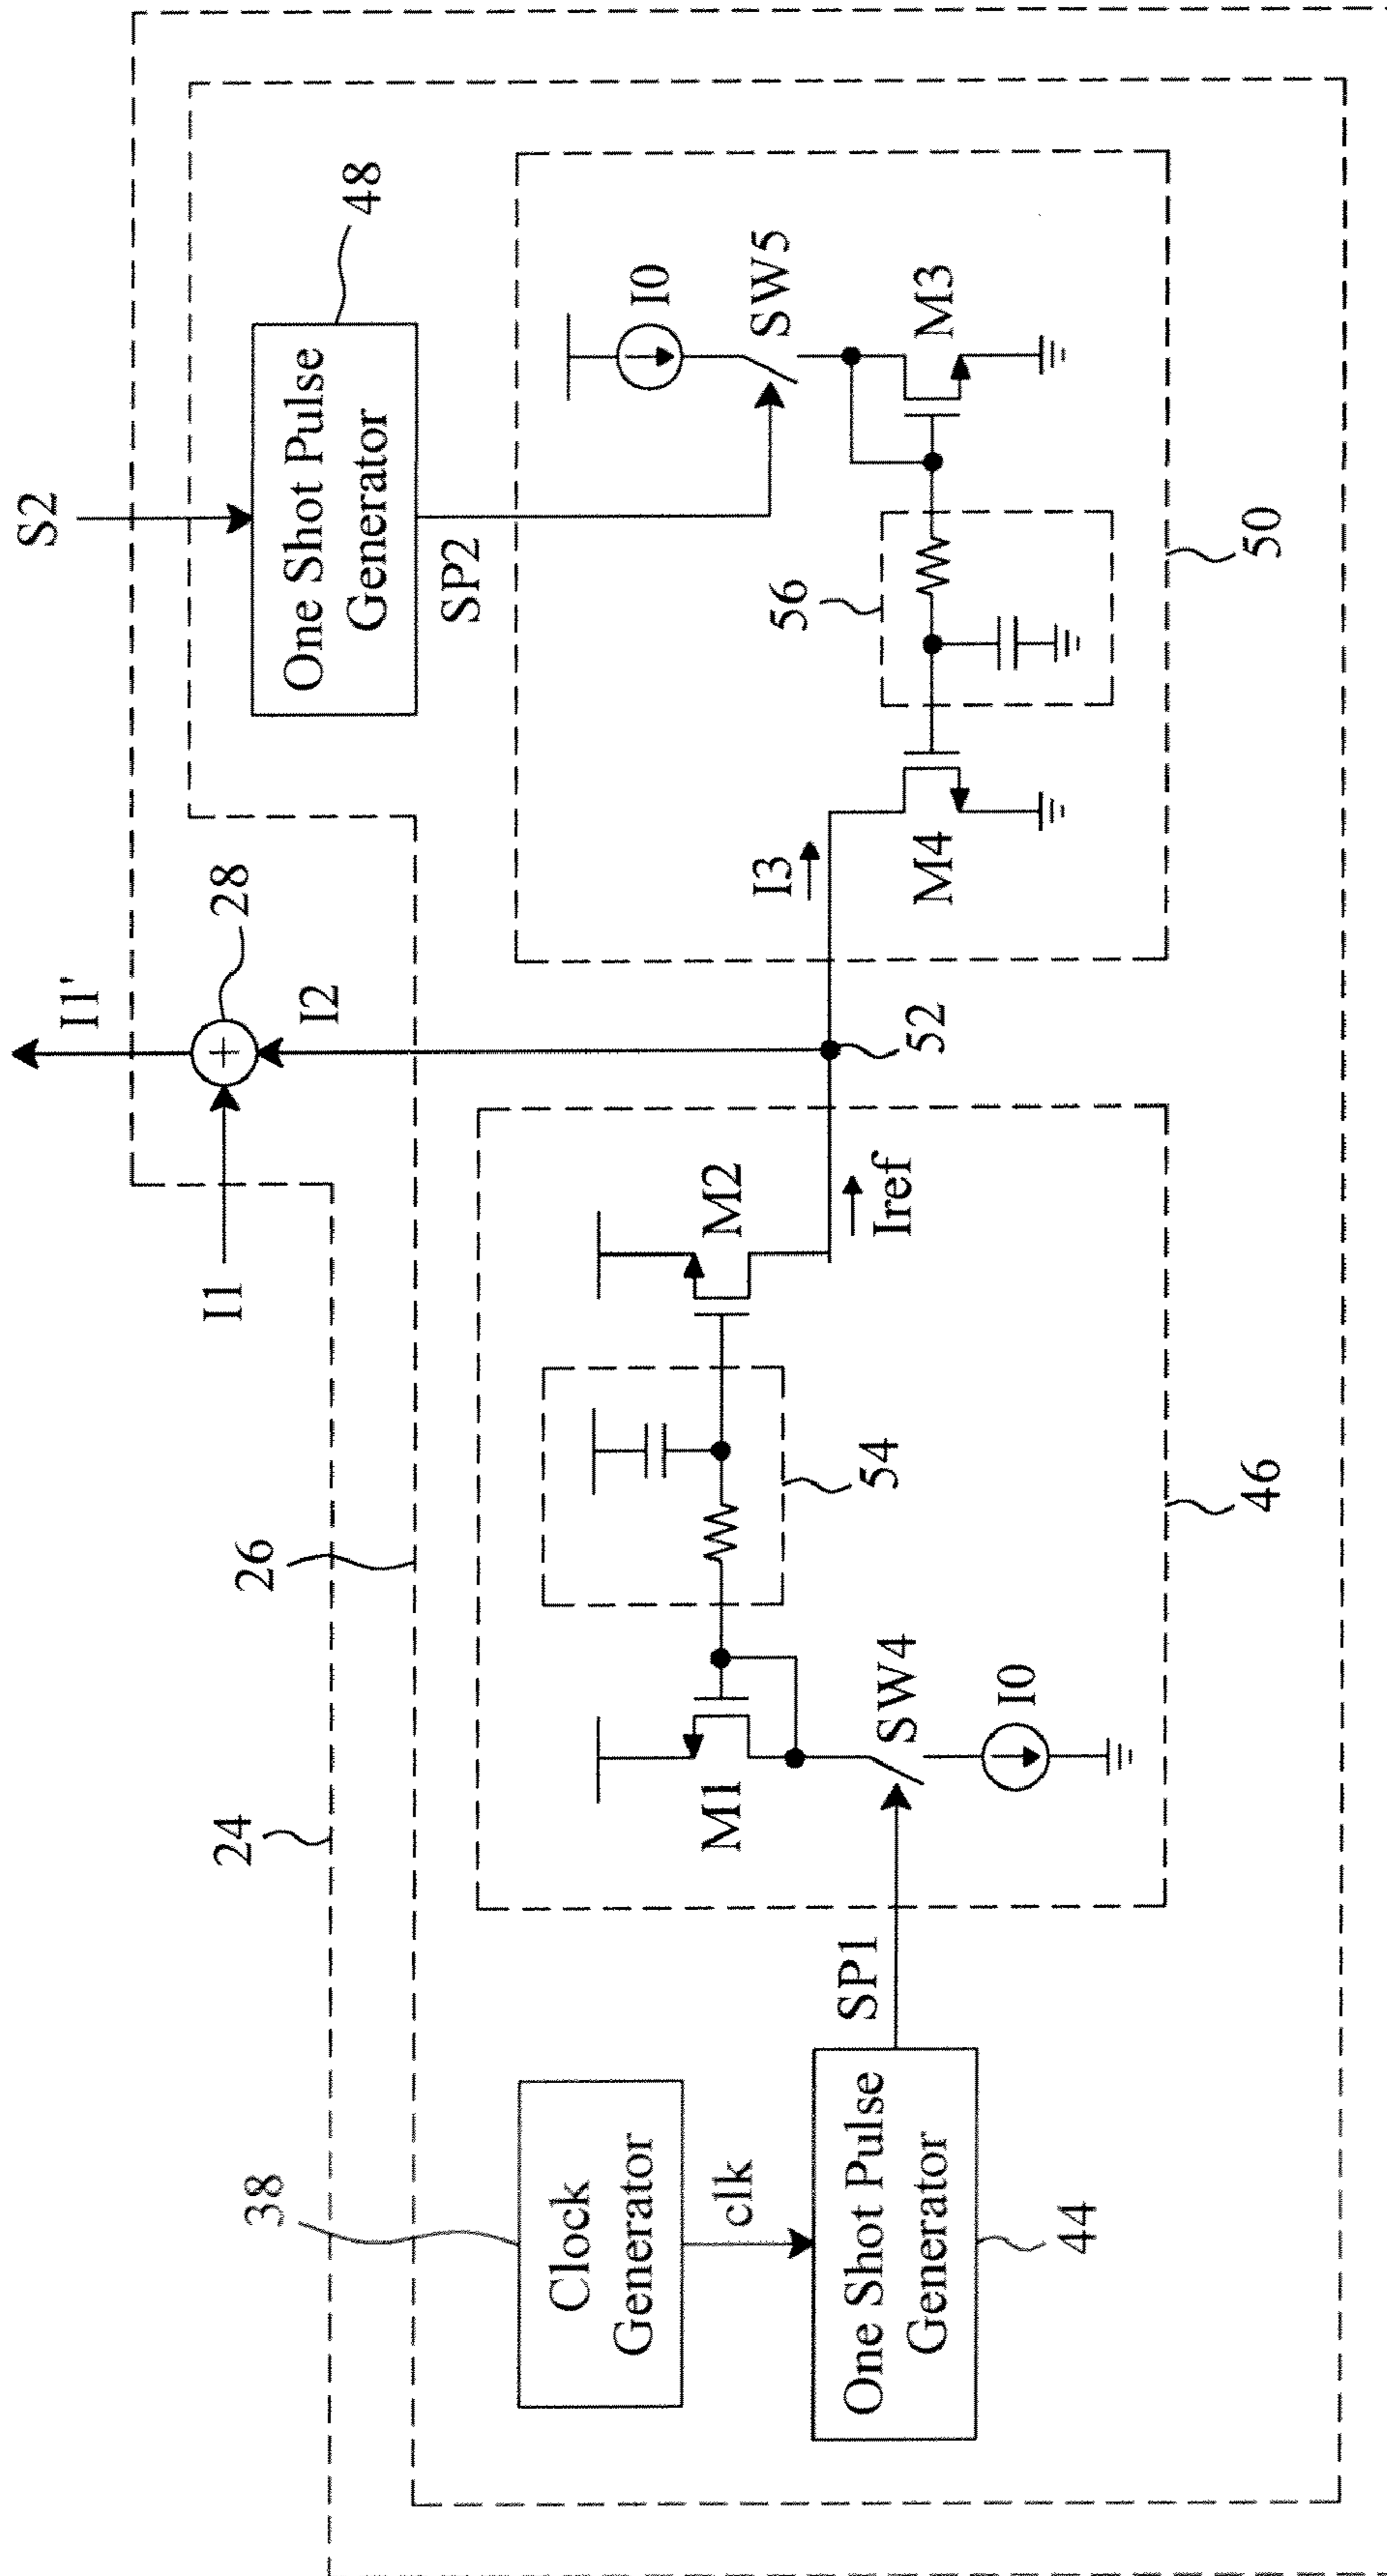 S2
I1'
28
I1
I2
48
One Shot Pulse
Generator
SP2
24
26
38
Clock
Generator
clk
One Shot Pulse
Generator
44
SP1
M1
SW4
I0
54
M2
Iref
46
52
I3
M4
56
I0
SW5
M3
50